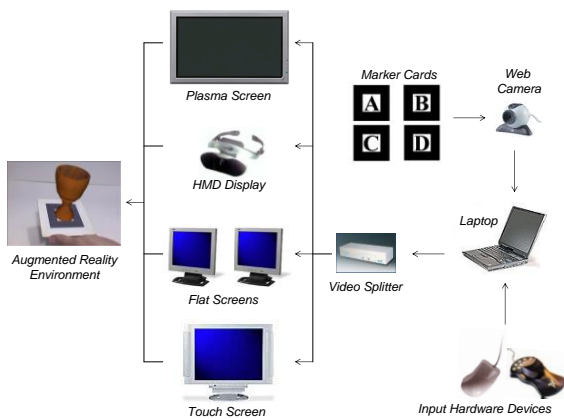 Plasma Screen
Marker Cards
Web
Camera
A B
C D
HMD Display
Laptop
Augmented Reality
Environment
Flat Screens
Video Splitter
Touch Screen
Input Hardware Devices